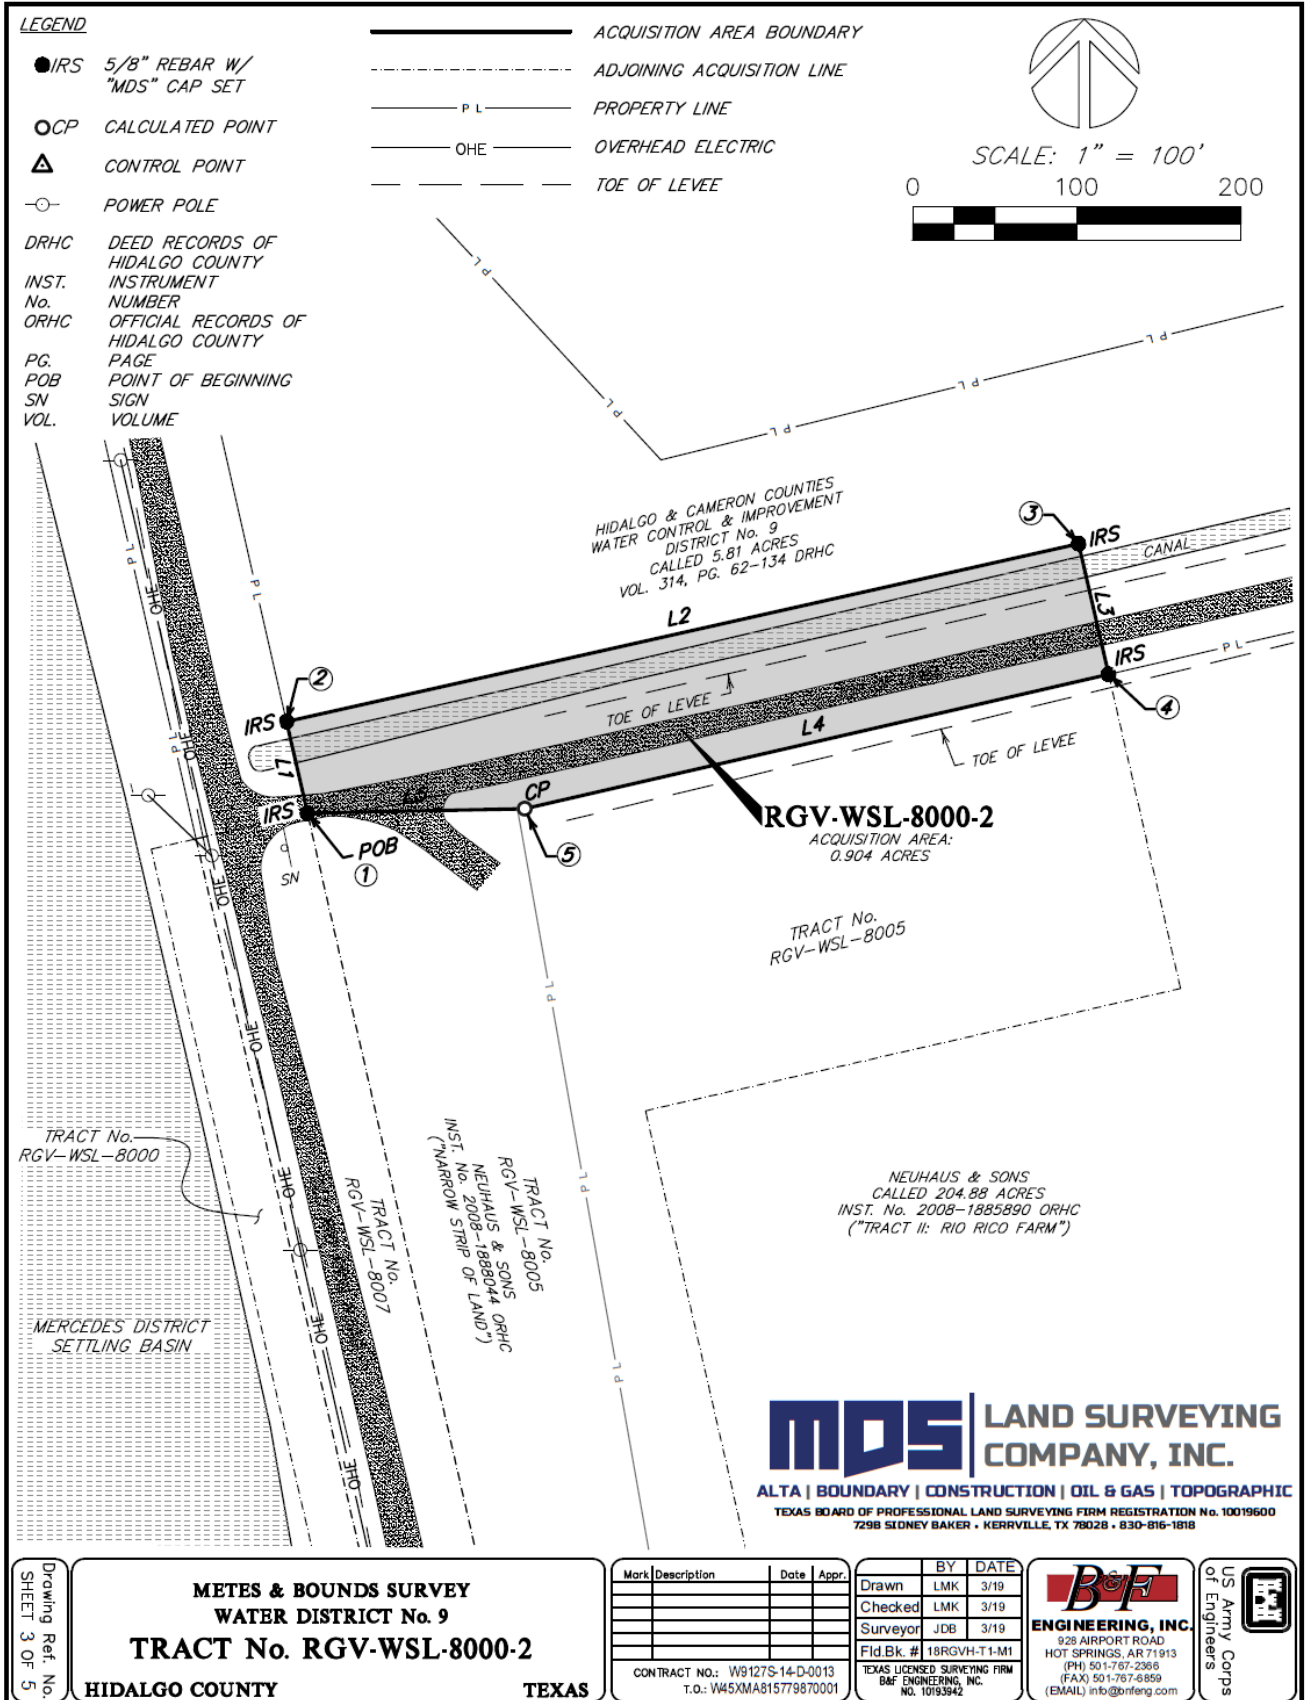 LEGEND
IRS 5/8" REBAR W/
"MDS" CAP SET
CP CALCULATED POINT
CONTROL POINT
POWER POLE
DRHC DEED RECORDS OF
HIDALGO COUNTY
INST. INSTRUMENT
No. NUMBER
ORHC OFFICIAL RECORDS OF
HIDALGO COUNTY
PG. PAGE
POB POINT OF BEGINNING
SN SIGN
VOL. VOLUME
ACQUISITION AREA BOUNDARY
ADJOINING ACQUISITION LINE
P L PROPERTY LINE
OHE OVERHEAD ELECTRIC
TOE OF LEVEE
SCALE: 1" = 100'
0 100 200
P L
P L
P L
P L
P L
P L
P L
P L
HIDALGO & CAMERON COUNTIES
WATER CONTROL & IMPROVEMENT
DISTRICT No. 9
CALLED 5.81 ACRES
VOL. 314, PG. 62-134 DRHC
3
IRS
CANAL
L2
L3
IRS
P L
4
2
IRS
L1
TOE OF LEVEE
L4
TOE OF LEVEE
IRS
L5
CP
POB
1
5
SN
OHE
OHE
OHE
OHE
OHE
OHE
OHE
RGV-WSL-8000-2
ACQUISITION AREA:
0.904 ACRES
TRACT No.
RGV-WSL-8005
P L
P L
P L
TRACT No.
RGV-WSL-8000
TRACT No.
RGV-WSL-8007
TRACT No.
RGV-WSL-8005
NEUHAUS & SONS
INST. No. 2008-1888044 ORHC
("NARROW STRIP OF LAND")
NEUHAUS & SONS
CALLED 204.88 ACRES
INST. No. 2008-1885890 ORHC
("TRACT II: RIO RICO FARM")
MERCEDES DISTRICT
SETTLING BASIN
MDS LAND SURVEYING
COMPANY, INC.
ALTA | BOUNDARY | CONSTRUCTION | OIL & GAS | TOPOGRAPHIC
TEXAS BOARD OF PROFESSIONAL LAND SURVEYING FIRM REGISTRATION No. 10019600
729B SIDNEY BAKER • KERRVILLE, TX 78028 • 830-816-1818
Drawing Ref. No.
SHEET 3 OF 5
METES & BOUNDS SURVEY
WATER DISTRICT No. 9
TRACT No. RGV-WSL-8000-2
HIDALGO COUNTY TEXAS
Mark Description Date Appr.
CONTRACT NO.: W9127S-14-D-0013
T.O.: W45XMA815779870001
BY DATE
Drawn LMK 3/19
Checked LMK 3/19
Surveyor JDB 3/19
Fld.Bk. # 18RGVH-T1-M1
TEXAS LICENSED SURVEYING FIRM
B&F ENGINEERING, INC.
NO. 10193942
B&F
ENGINEERING, INC.
928 AIRPORT ROAD
HOT SPRINGS, AR 71913
(PH) 501-767-2366
(FAX) 501-767-6859
(EMAIL) info@bnfeng.com
US Army Corps
of Engineers